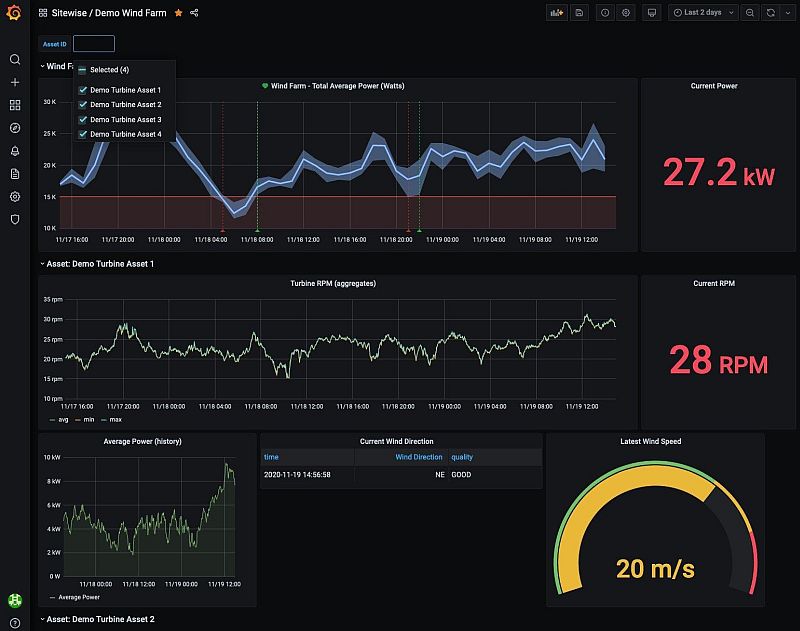 Sitewise / Demo Wind Farm
Last 2 days
Asset ID
Selected (4)
Demo Turbine Asset 1
Demo Turbine Asset 2
Demo Turbine Asset 3
Demo Turbine Asset 4
Wind F
Wind Farm - Total Average Power (Watts)
30 K
25 K
20 K
15 K
10 K
11/17 16:00 11/17 20:00 11/18 00:00 11/18 04:00 11/18 08:00 11/18 12:00 11/18 16:00 11/18 20:00 11/19 00:00 11/19 04:00 11/19 08:00 11/19 12:00
Current Power
27.2 kW
Asset: Demo Turbine Asset 1
Turbine RPM (aggregates)
35 rpm
30 rpm
25 rpm
20 rpm
15 rpm
10 rpm
11/17 16:00 11/17 20:00 11/18 00:00 11/18 04:00 11/18 08:00 11/18 12:00 11/18 16:00 11/18 20:00 11/19 00:00 11/19 04:00 11/19 08:00 11/19 12:00
avg min max
Current RPM
28 RPM
Average Power (history)
10 kW
8 kW
6 kW
4 kW
2 kW
0 W
11/18 00:00 11/18 12:00 11/19 00:00 11/19 12:00
Average Power
Current Wind Direction
time Wind Direction quality
2020-11-19 14:56:58 NE GOOD
Latest Wind Speed
20 m/s
Asset: Demo Turbine Asset 2